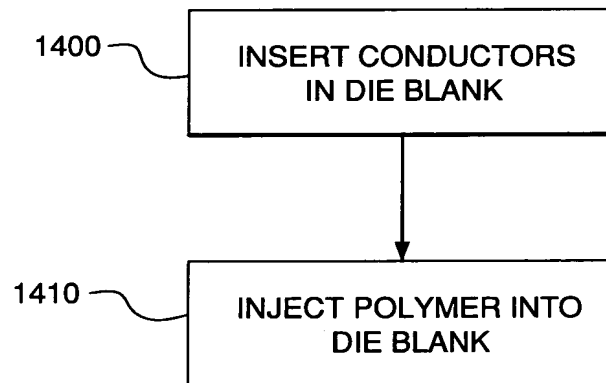 1400
INSERT CONDUCTORS
IN DIE BLANK
1410
INJECT POLYMER INTO
DIE BLANK